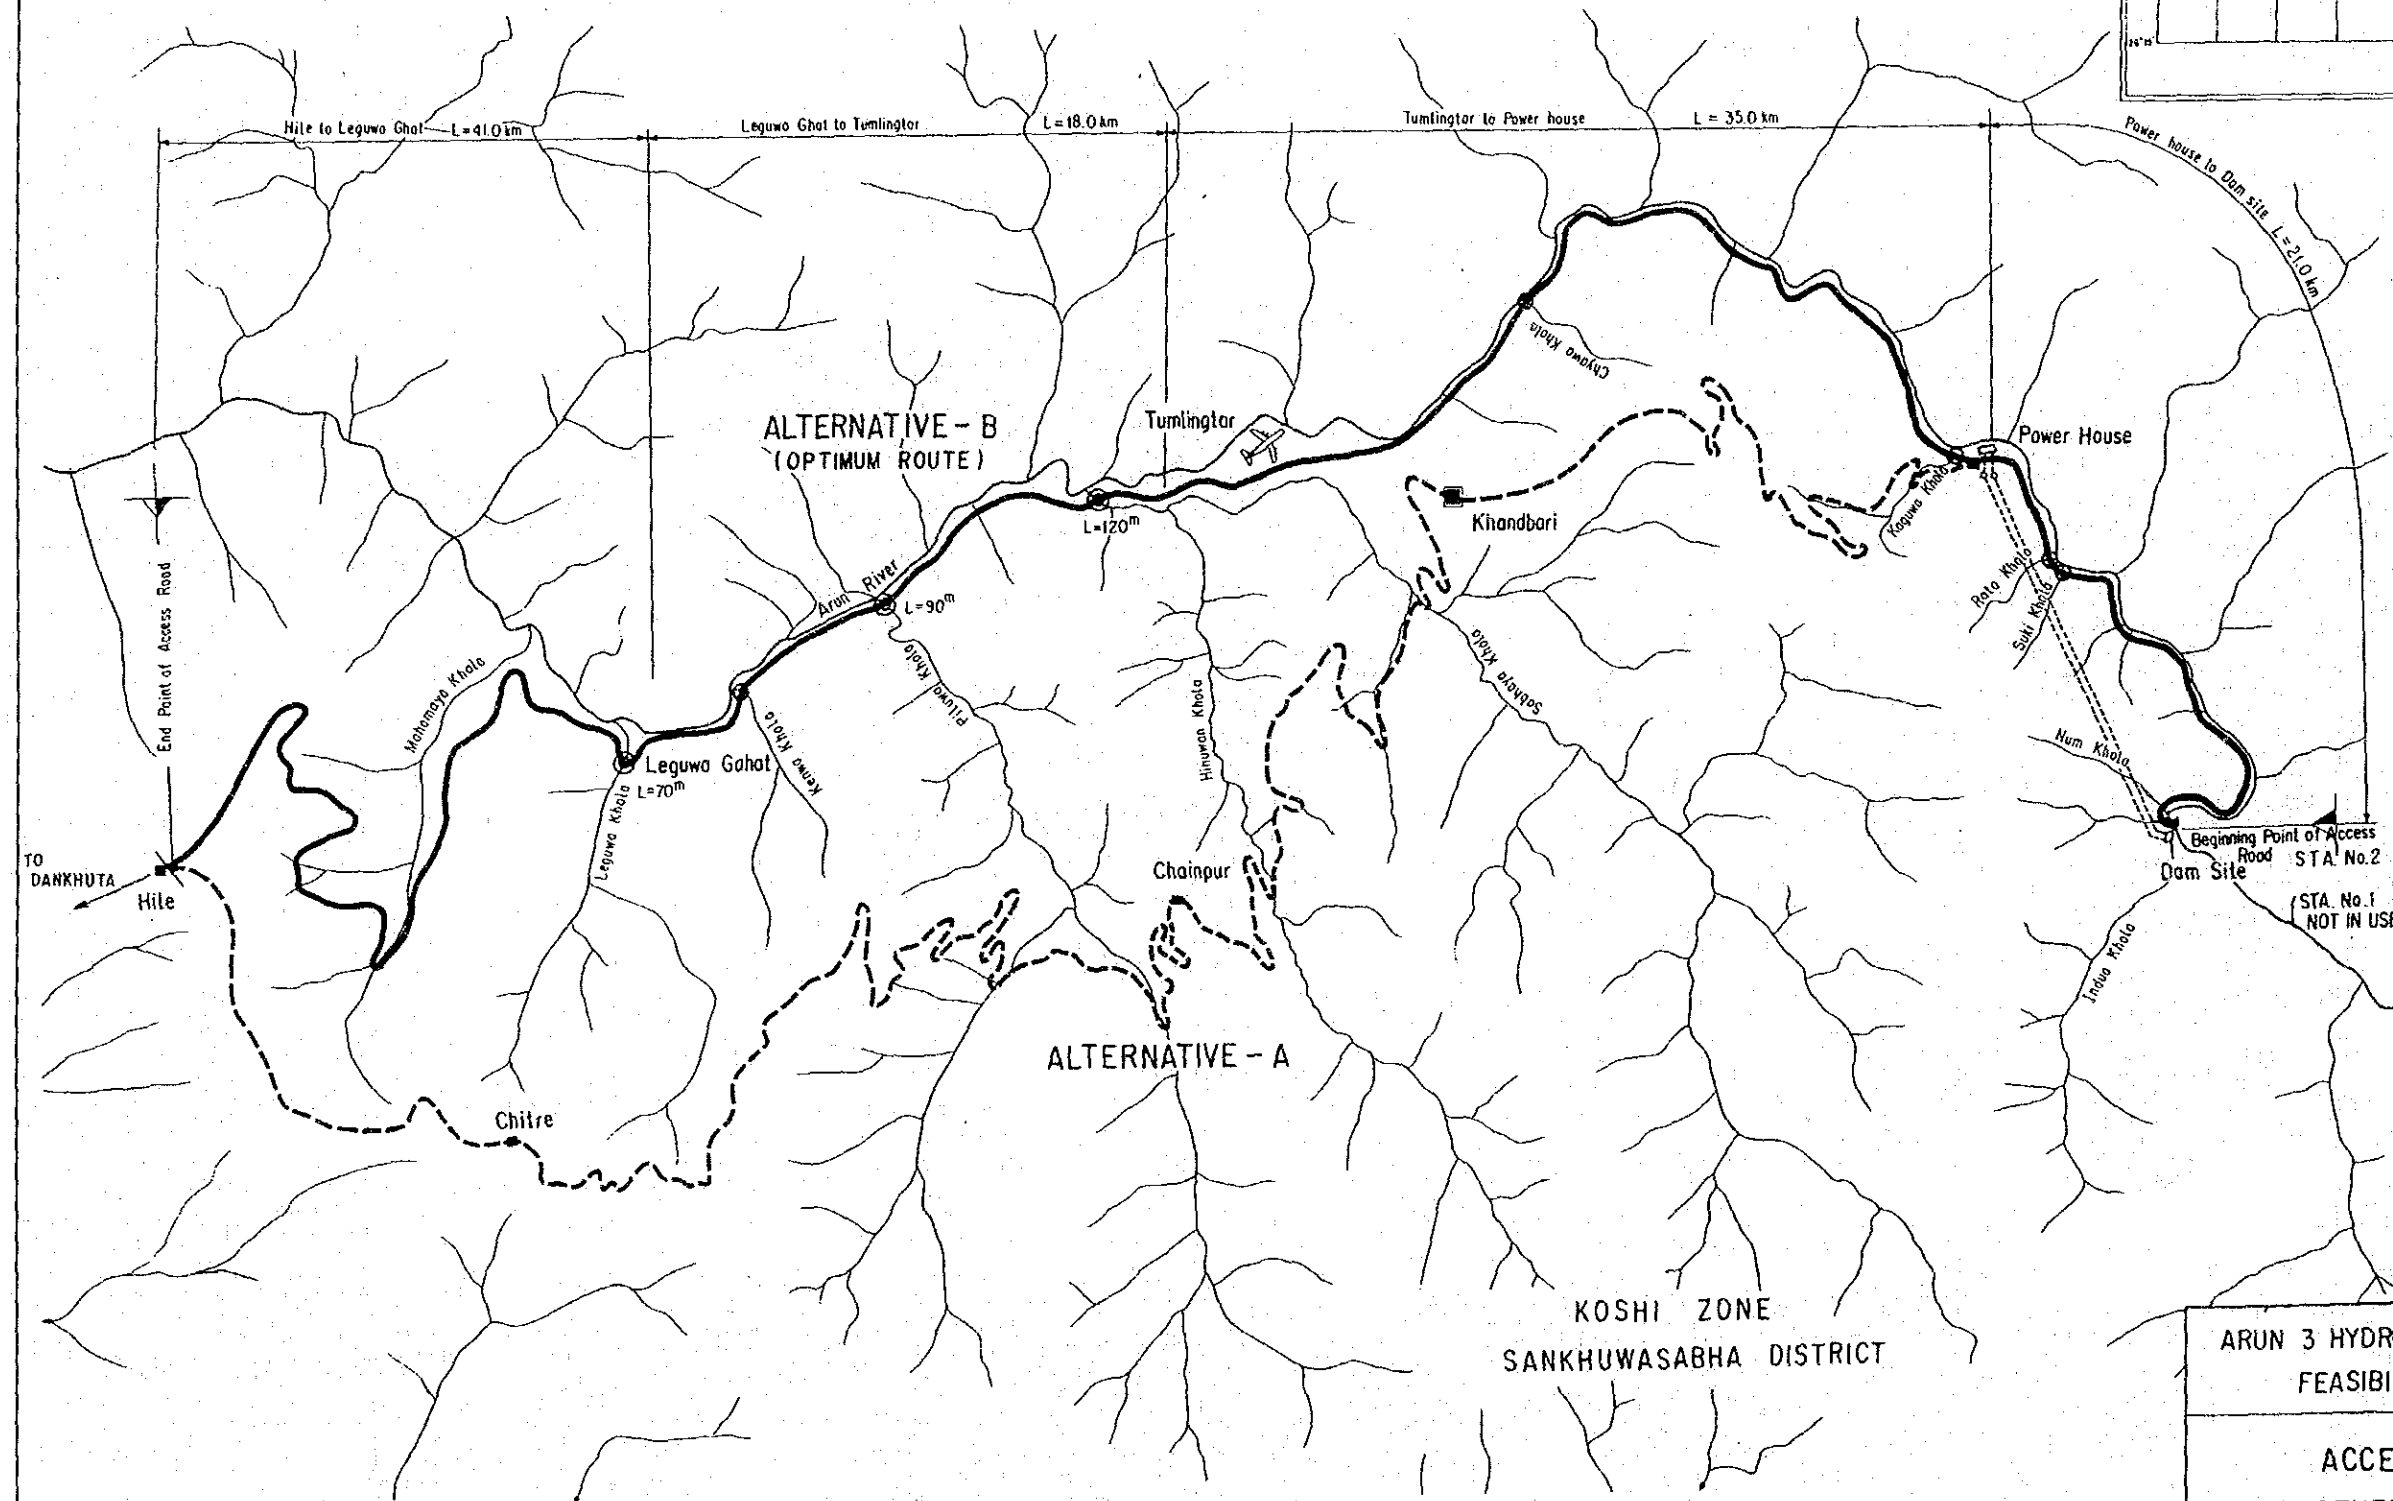 Hile to Leguwa Ghat L=41.0 km
Leguwa Ghat to Tumlingtar L=18.0 km
Tumlingtar to Power house L = 35.0 km
Power house to Dam site L=21.0 km
End Point of Access Road
ALTERNATIVE - B
(OPTIMUM ROUTE)
Tumlingtar
L=120m
Arun River
L=90m
Piluwa Khola
Kenwa Khola
Mahamaya Khola
Leguwa Gahat
L=70m
Leguwa Khola
TO
DANKHUTA
Hile
Chitre
ALTERNATIVE - A
Chainpur
Hinuwan Khola
Sabhaya Khola
Khandbari
Chyawa Khola
Kaguwa Khola
Power House
Rato Khola
Suki Khola
Num Khola
Beginning Point of Access
Road STA. No.2
Dam Site
STA. No.1
NOT IN USE
Indua Khola
KOSHI ZONE
SANKHUWASABHA DISTRICT
ARUN 3 HYDR
FEASIBI
ACCE